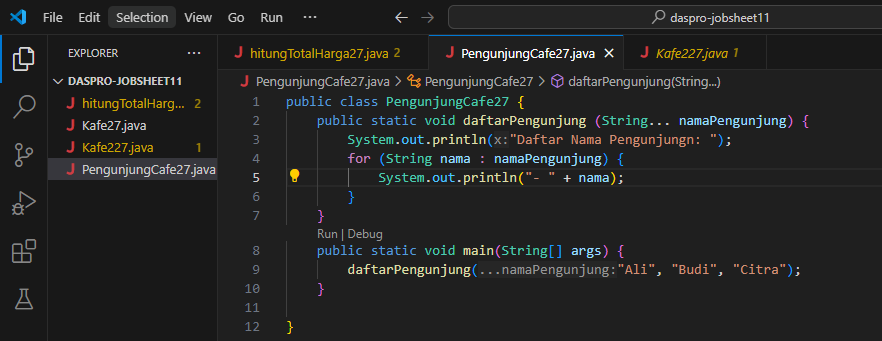 File Edit Selection View ... daspro-jobsheet11
EXPLORER ...
hitungTotalHarga27.java 2 PengunjungCafe27.java Kafe227.java 1
DASPRO-JOBSHEET11
hitungTotalHarg... 2
Kafe27.java
Kafe227.java 1
PengunjungCafe27.java
PengunjungCafe27.java > PengunjungCafe27 > daftarPengunjung(String...)
1 public class PengunjungCafe27 {
2 public static void daftarPengunjung (String... namaPengunjung) {
3 System.out.println(x:"Daftar Nama Pengunjungn: ");
4 for (String nama : namaPengunjung) {
5 System.out.println("- " + nama);
6 }
7 }
Run | Debug
8 public static void main(String[] args) {
9 daftarPengunjung(...namaPengunjung:"Ali", "Budi", "Citra");
10 }
11
12 }